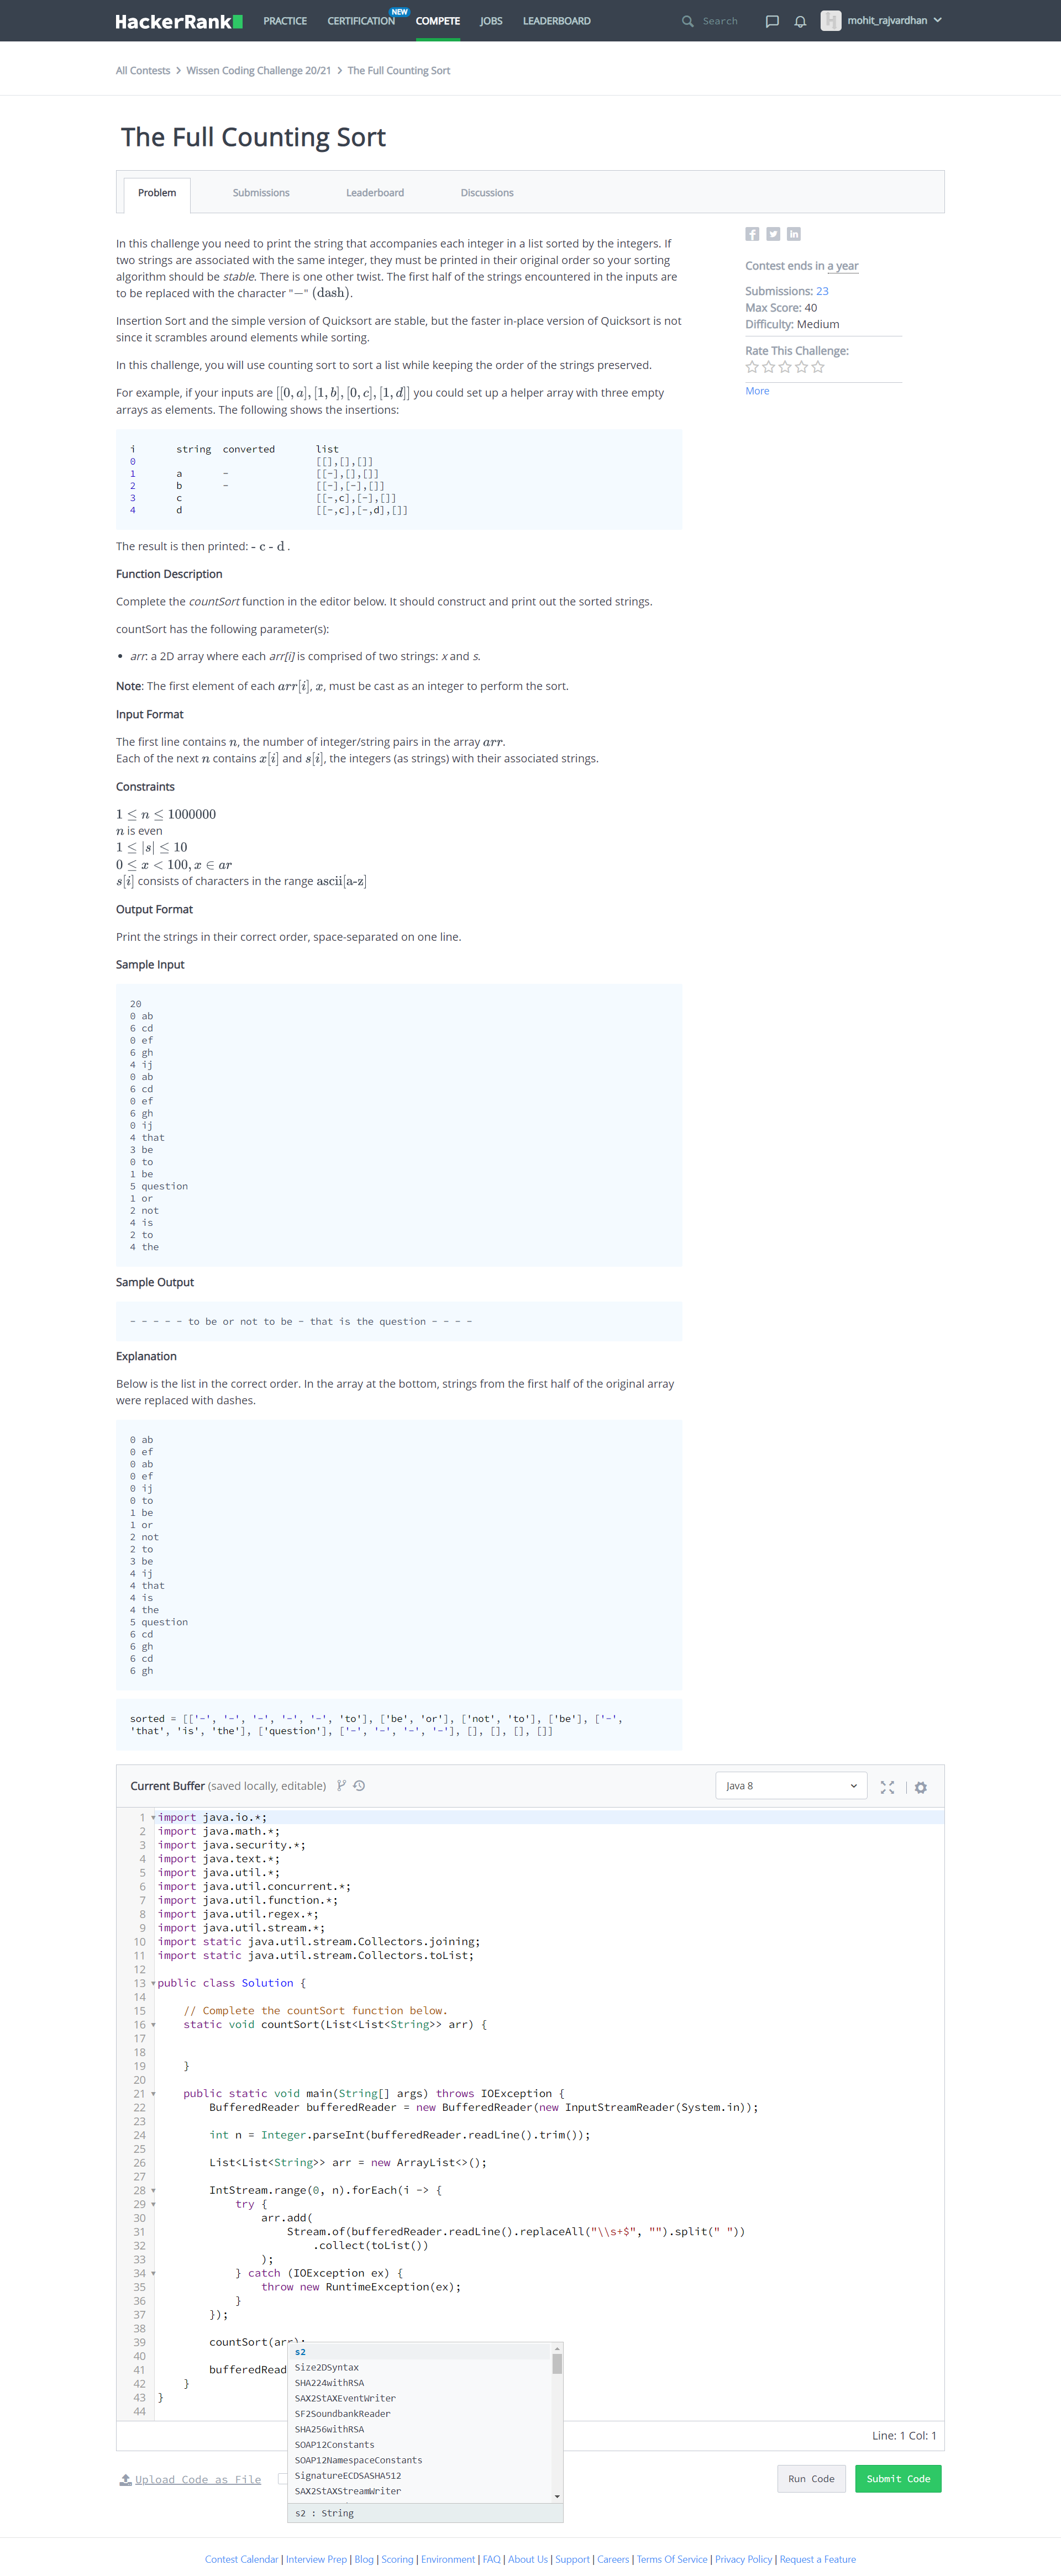 HackerRank PRACTICE CERTIFICATION NEW COMPETE JOBS LEADERBOARD Search mohit_rajvardhan
All Contests > Wissen Coding Challenge 20/21 > The Full Counting Sort
The Full Counting Sort
Problem Submissions Leaderboard Discussions
In this challenge you need to print the string that accompanies each integer in a list sorted by the integers. If
two strings are associated with the same integer, they must be printed in their original order so your sorting
algorithm should be stable. There is one other twist. The first half of the strings encountered in the inputs are
to be replaced with the character "−" (dash).
Insertion Sort and the simple version of Quicksort are stable, but the faster in-place version of Quicksort is not
since it scrambles around elements while sorting.
In this challenge, you will use counting sort to sort a list while keeping the order of the strings preserved.
For example, if your inputs are [[0, a], [1, b], [0, c], [1, d]] you could set up a helper array with three empty
arrays as elements. The following shows the insertions:
i string converted list
0 [[],[],[]]
1 a - [[-],[],[]]
2 b - [[-],[-],[]]
3 c [[-,c],[-],[]]
4 d [[-,c],[-,d],[]]
The result is then printed: - c - d .
Function Description
Complete the countSort function in the editor below. It should construct and print out the sorted strings.
countSort has the following parameter(s):
• arr: a 2D array where each arr[i] is comprised of two strings: x and s.
Note: The first element of each arr[i], x, must be cast as an integer to perform the sort.
Input Format
The first line contains n, the number of integer/string pairs in the array arr.
Each of the next n contains x[i] and s[i], the integers (as strings) with their associated strings.
Constraints
1 ≤ n ≤ 1000000
n is even
1 ≤ |s| ≤ 10
0 ≤ x < 100, x ∈ ar
s[i] consists of characters in the range ascii[a-z]
Output Format
Print the strings in their correct order, space-separated on one line.
Sample Input
20
0 ab
6 cd
0 ef
6 gh
4 ij
0 ab
6 cd
0 ef
6 gh
0 ij
4 that
3 be
0 to
1 be
5 question
1 or
2 not
4 is
2 to
4 the
Sample Output
- - - - - to be or not to be - that is the question - - - -
Explanation
Below is the list in the correct order. In the array at the bottom, strings from the first half of the original array
were replaced with dashes.
0 ab
0 ef
0 ab
0 ef
0 ij
0 to
1 be
1 or
2 not
2 to
3 be
4 ij
4 that
4 is
4 the
5 question
6 cd
6 gh
6 cd
6 gh
sorted = [['-', '-', '-', '-', '-', 'to'], ['be', 'or'], ['not', 'to'], ['be'], ['-',
'that', 'is', 'the'], ['question'], ['-', '-', '-', '-'], [], [], [], []]
Contest ends in a year
Submissions: 23
Max Score: 40
Difficulty: Medium
Rate This Challenge:
More
Current Buffer (saved locally, editable) Java 8
1 import java.io.*;
2 import java.math.*;
3 import java.security.*;
4 import java.text.*;
5 import java.util.*;
6 import java.util.concurrent.*;
7 import java.util.function.*;
8 import java.util.regex.*;
9 import java.util.stream.*;
10 import static java.util.stream.Collectors.joining;
11 import static java.util.stream.Collectors.toList;
12
13 public class Solution {
14
15 // Complete the countSort function below.
16 static void countSort(List<List<String>> arr) {
17
18
19 }
20
21 public static void main(String[] args) throws IOException {
22 BufferedReader bufferedReader = new BufferedReader(new InputStreamReader(System.in));
23
24 int n = Integer.parseInt(bufferedReader.readLine().trim());
25
26 List<List<String>> arr = new ArrayList<>();
27
28 IntStream.range(0, n).forEach(i -> {
29 try {
30 arr.add(
31 Stream.of(bufferedReader.readLine().replaceAll("\\s+$", "").split(" "))
32 .collect(toList())
33 );
34 } catch (IOException ex) {
35 throw new RuntimeException(ex);
36 }
37 });
38
39 countSort(arr);
40
41 bufferedRead
42 }
43 }
44
s2
Size2DSyntax
SHA224withRSA
SAX2StAXEventWriter
SF2SoundbankReader
SHA256withRSA
SOAP12Constants
SOAP12NamespaceConstants
SignatureECDSASHA512
SAX2StAXStreamWriter
s2 : String
Line: 1 Col: 1
Upload Code as File Run Code Submit Code
Contest Calendar | Interview Prep | Blog | Scoring | Environment | FAQ | About Us | Support | Careers | Terms Of Service | Privacy Policy | Request a Feature